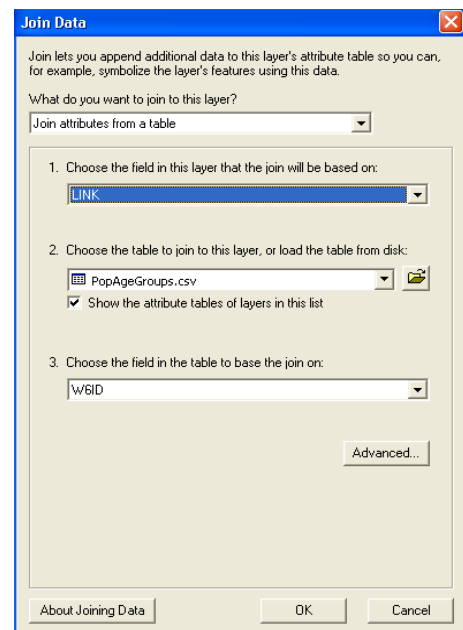 Join Data
Join lets you append additional data to this layer's attribute table so you can,
for example, symbolize the layer's features using this data.
What do you want to join to this layer?
Join attributes from a table
1. Choose the field in this layer that the join will be based on:
LINK
2. Choose the table to join to this layer, or load the table from disk:
PopAgeGroups.csv
Show the attribute tables of layers in this list
3. Choose the field in the table to base the join on:
W6ID
Advanced...
About Joining Data OK Cancel